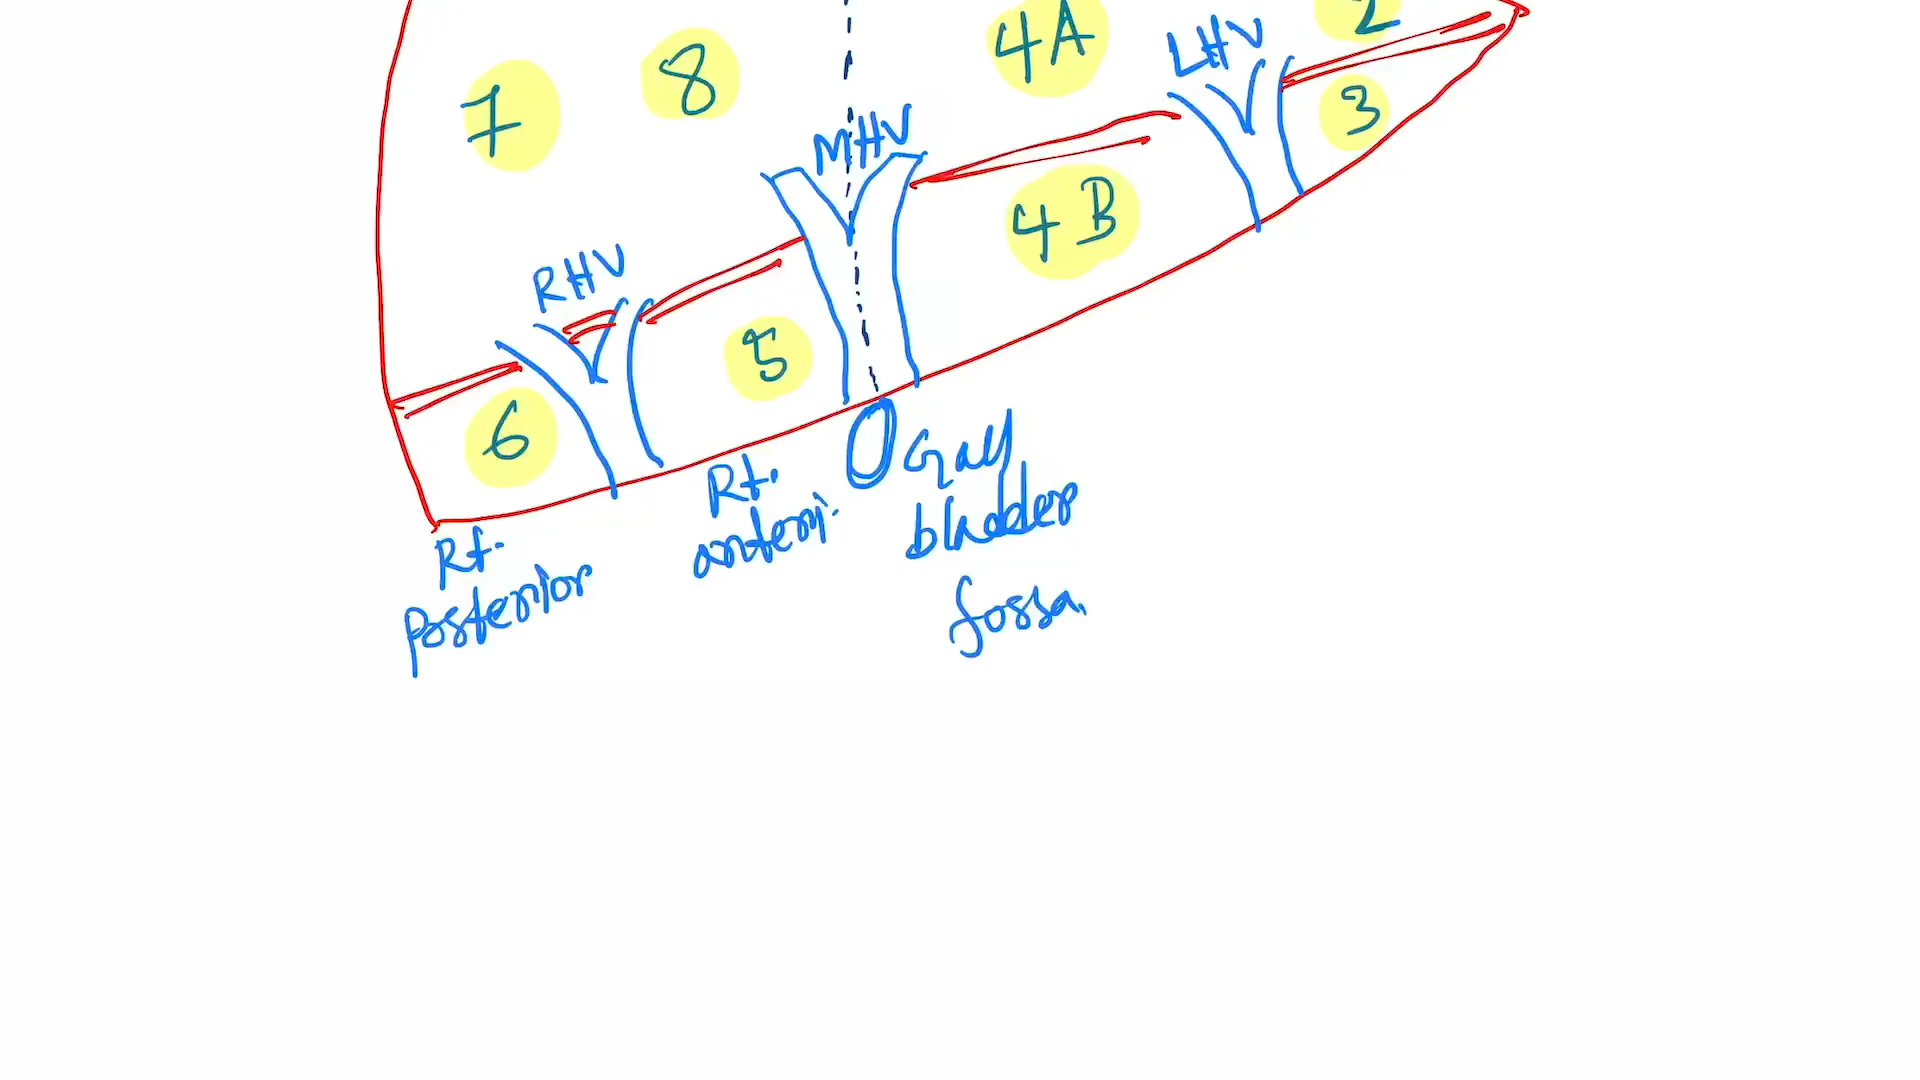 4A
2
LHV
8
7
3
MHV
4B
RHV
5
6
Rt.
anteri.
Gall
bladder
fossa.
Rt.
posterior